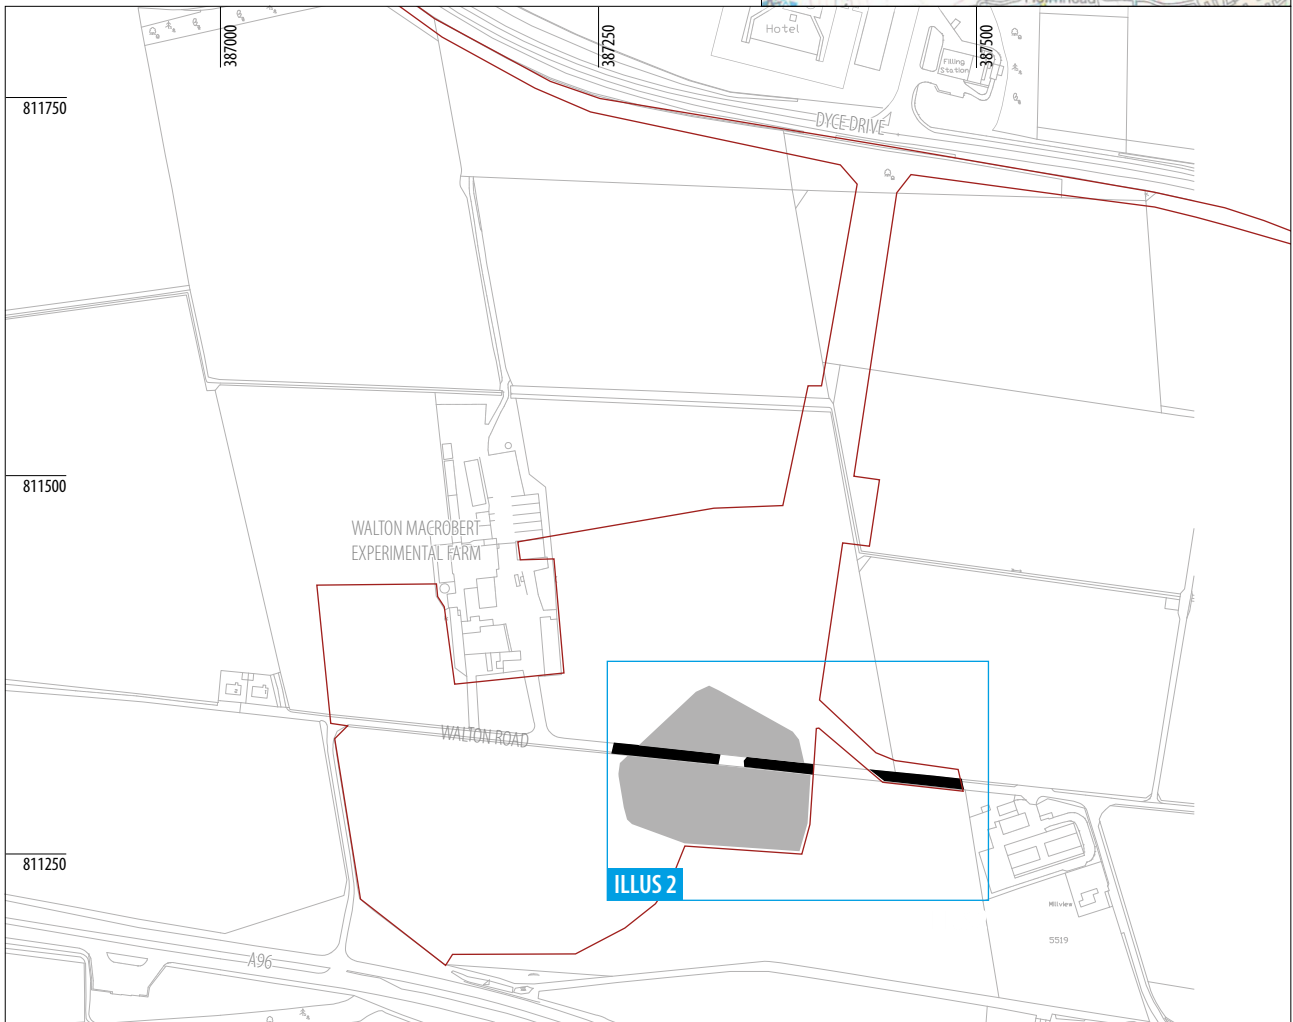 387000
387250
387500
Hotel
Filling
Station
811750
DYCE DRIVE
811500
WALTON MACROBERT
EXPERIMENTAL FARM
WALTON ROAD
811250
ILLUS 2
Millview
5519
A96